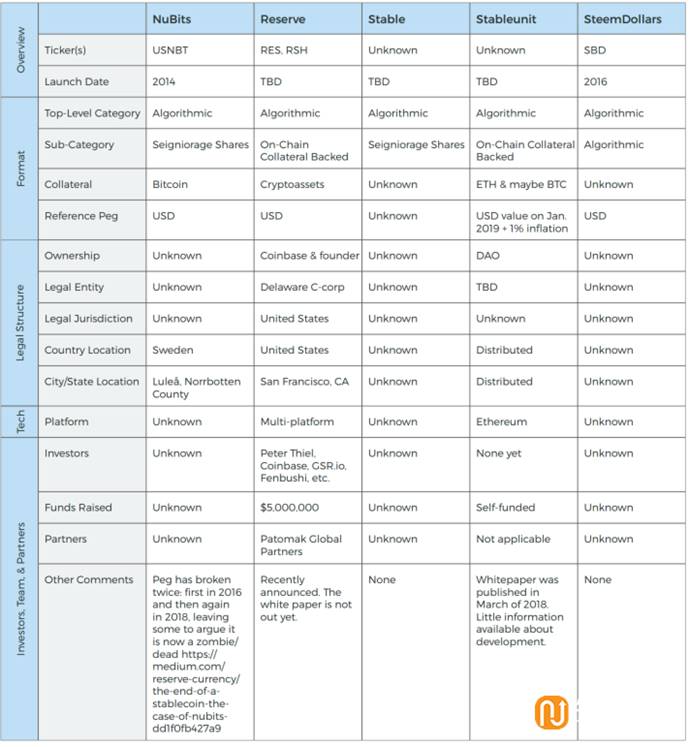 NuBits Reserve Stable Stableunit SteemDollars
Overview
Ticker(s) USNBT RES, RSH Unknown Unknown SBD
Launch Date 2014 TBD TBD TBD 2016
Format
Top-Level Category Algorithmic Algorithmic Algorithmic Algorithmic Algorithmic
Sub-Category Seigniorage Shares On-Chain Seigniorage Shares On-Chain Collateral Algorithmic
Collateral Backed Backed
Collateral Bitcoin Cryptoassets Unknown ETH & maybe BTC Unknown
Reference Peg USD USD Unknown USD value on Jan. USD
2019 + 1% inflation
Legal Structure
Ownership Unknown Coinbase & founder Unknown DAO Unknown
Legal Entity Unknown Delaware C-corp Unknown TBD Unknown
Legal Jurisdiction Unknown United States Unknown Unknown Unknown
Country Location Sweden United States Unknown Distributed Unknown
City/State Location Luleå, Norrbotten San Francisco, CA Unknown Distributed Unknown
County
Tech
Platform Unknown Multi-platform Unknown Ethereum Unknown
Investors, Team, & Partners
Investors Unknown Peter Thiel, Unknown None yet Unknown
Coinbase, GSR.io,
Fenbushi, etc.
Funds Raised Unknown $5,000,000 Unknown Self-funded Unknown
Partners Unknown Patomak Global Unknown Not applicable Unknown
Partners
Other Comments Peg has broken Recently None Whitepaper was None
twice: first in 2016 announced. The published in
and then again white paper is not March of 2018.
in 2018, leaving out yet. Little information
some to argue it available about
is now a zombie/ development.
dead https://
medium.com/
reserve-currency/
the-end-of-a-
stablecoin-the-
case-of-nubits-
dd1f0fb427a9